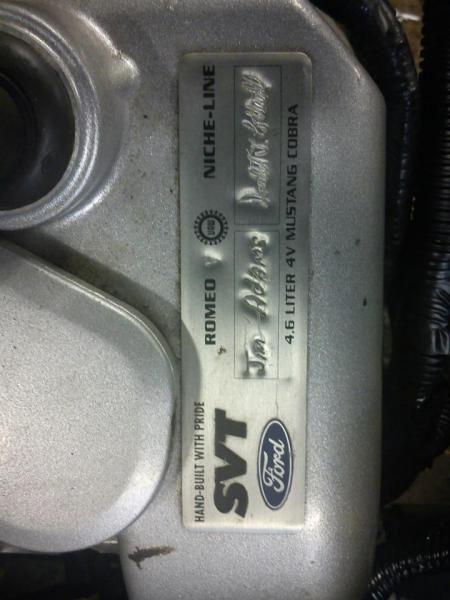 HAND-BUILT WITH PRIDE
SVT
Ford
ROMEO
NICHE-LINE
Jim Adams
4.6 LITER 4V MUSTANG COBRA